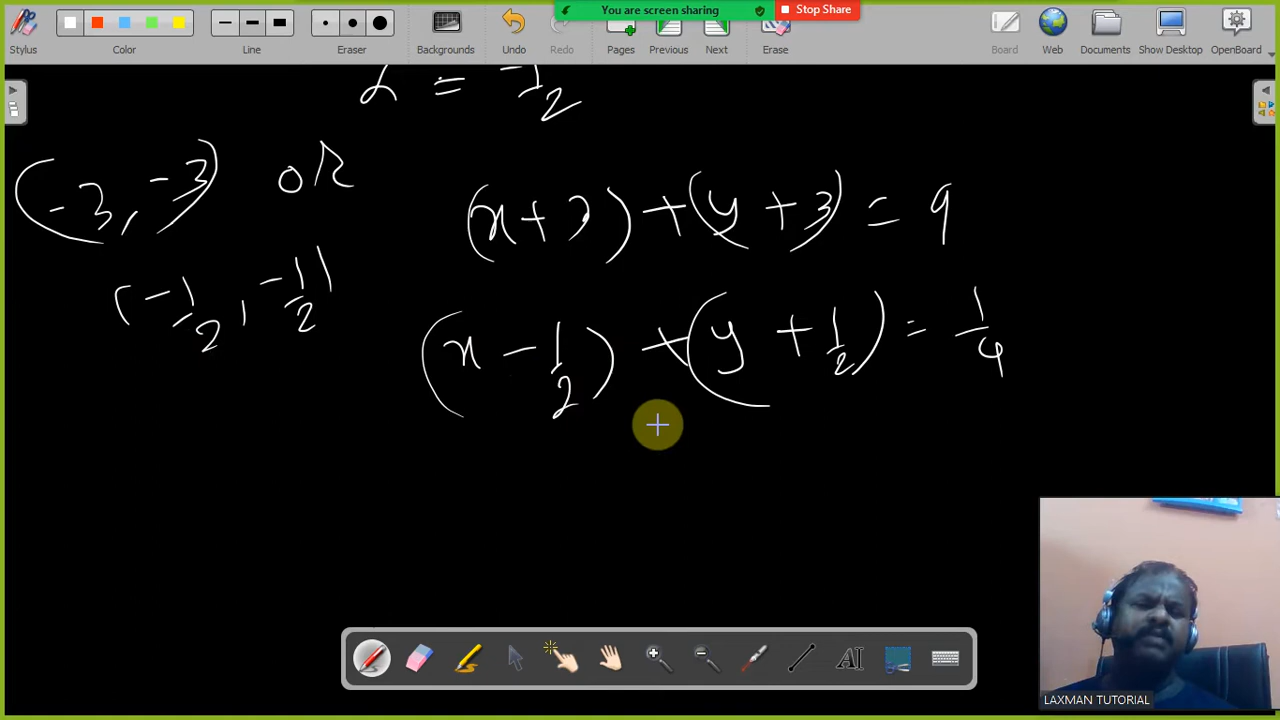 You are screen sharing Stop Share
Stylus Color Line Eraser Backgrounds Undo Redo Pages Previous Next Erase Board Web Documents Show Desktop OpenBoard
α = -1/2
(-3, -3) or
(x + 3) + (y + 3) = 9
(-1/2, -1/2)
(x - 1/2) + (y + 1/2) = 1/4
AI
LAXMAN TUTORIAL